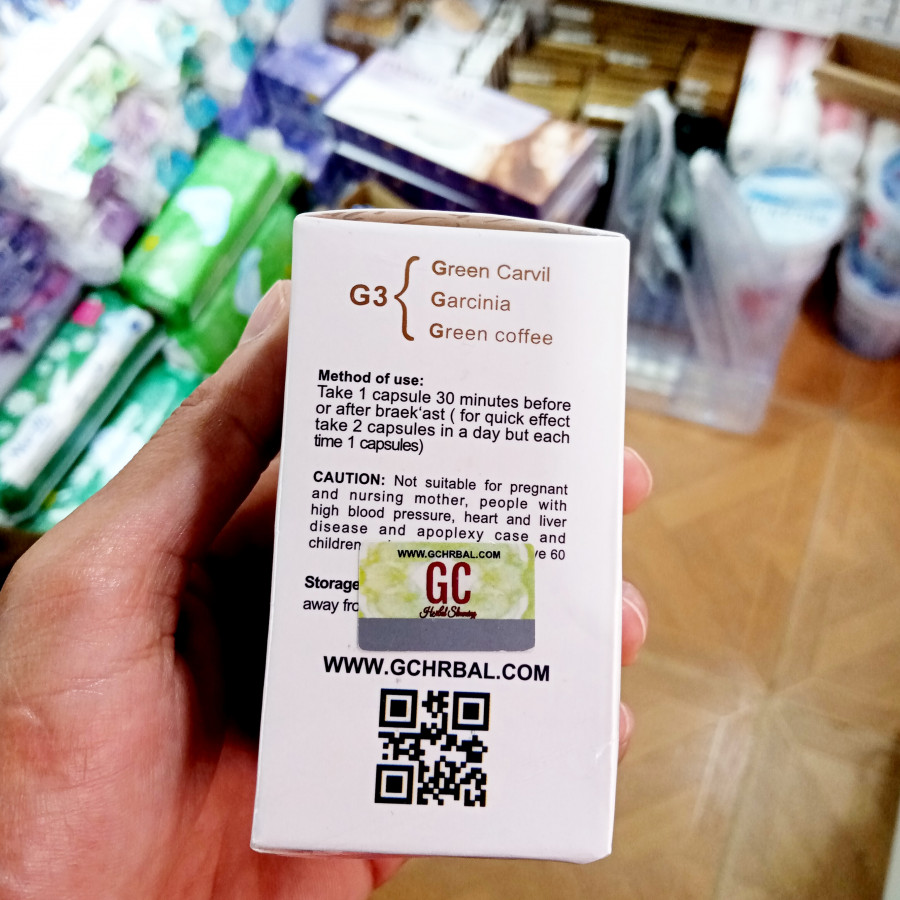 G3
Green Carvil
Garcinia
Green coffee
Method of use:
Take 1 capsule 30 minutes before
or after braek'ast ( for quick effect
take 2 capsules in a day but each
time 1 capsules)
CAUTION: Not suitable for pregnant
and nursing mother, people with
high blood pressure, heart and liver
disease and apoplexy case and
children 60
Storage
away
WWW.GCHRBAL.COM
GC
Herbal Slimming
WWW.GCHRBAL.COM